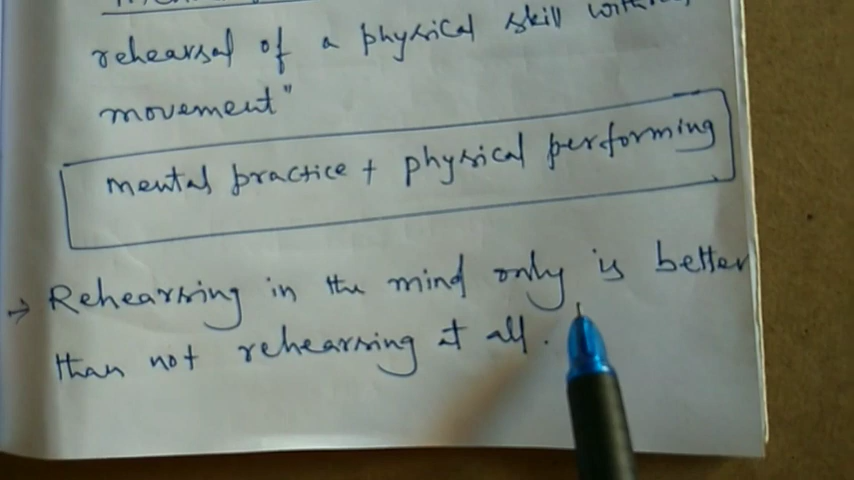 rehearsal of a physical skill
movement"
mental practice + physical performing
→ Rehearsing in the mind only is better
than not rehearsing at all.